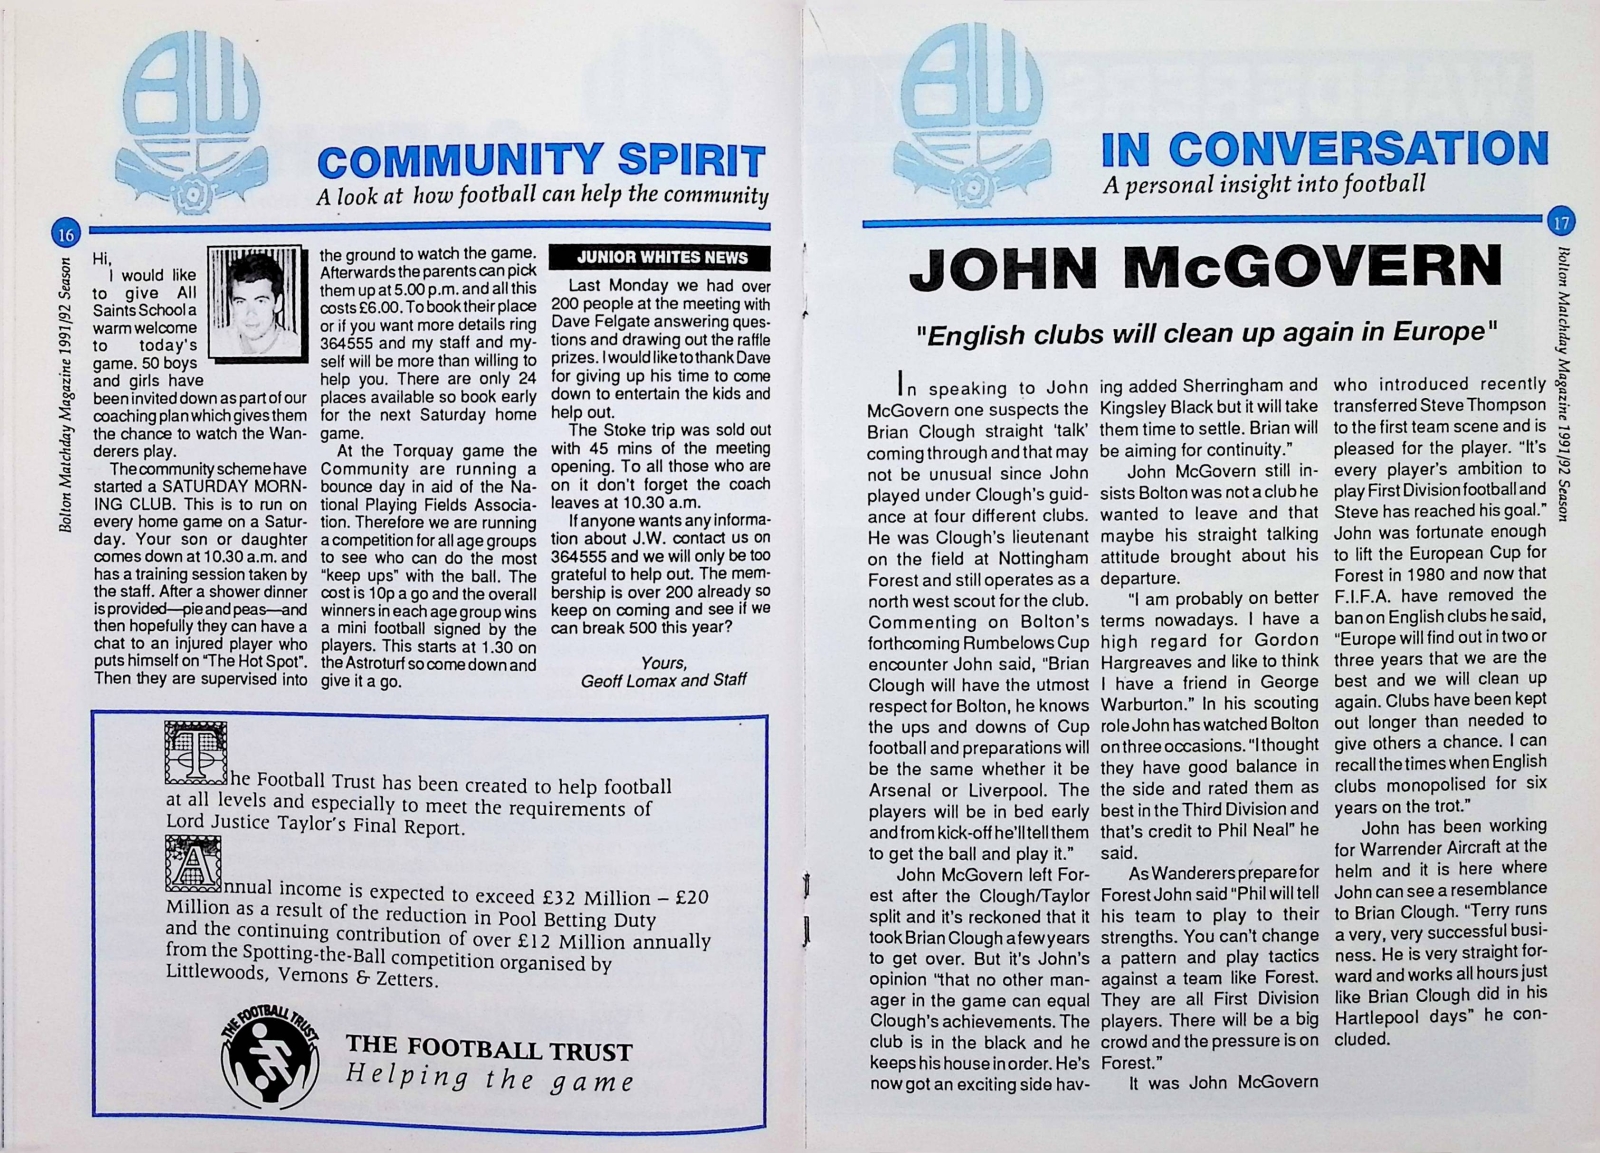 BW
COMMUNITY SPIRIT
A look at how football can help the community
16
Bolton Matchday Magazine 1991/92 Season
Hi,
I would like
to give All
Saints School a
warm welcome
to today's
game. 50 boys
and girls have
been invited down as part of our
coaching plan which gives them
the chance to watch the Wan-
derers play.
The community scheme have
started a SATURDAY MORN-
ING CLUB. This is to run on
every home game on a Satur-
day. Your son or daughter
comes down at 10.30 a.m. and
has a training session taken by
the staff. After a shower dinner
is provided—pie and peas—and
then hopefully they can have a
chat to an injured player who
puts himself on "The Hot Spot".
Then they are supervised into
the ground to watch the game.
Afterwards the parents can pick
them up at 5.00 p.m. and all this
costs £6.00. To book their place
or if you want more details ring
364555 and my staff and my-
self will be more than willing to
help you. There are only 24
places available so book early
for the next Saturday home
game.
At the Torquay game the
Community are running a
bounce day in aid of the Na-
tional Playing Fields Associa-
tion. Therefore we are running
a competition for all age groups
to see who can do the most
"keep ups" with the ball. The
cost is 10p a go and the overall
winners in each age group wins
a mini football signed by the
players. This starts at 1.30 on
the Astroturf so come down and
give it a go.
JUNIOR WHITES NEWS
Last Monday we had over
200 people at the meeting with
Dave Felgate answering ques-
tions and drawing out the raffle
prizes. I would like to thank Dave
for giving up his time to come
down to entertain the kids and
help out.
The Stoke trip was sold out
with 45 mins of the meeting
opening. To all those who are
on it don't forget the coach
leaves at 10.30 a.m.
If anyone wants any informa-
tion about J.W. contact us on
364555 and we will only be too
grateful to help out. The mem-
bership is over 200 already so
keep on coming and see if we
can break 500 this year?
Yours,
Geoff Lomax and Staff
The Football Trust has been created to help football
at all levels and especially to meet the requirements of
Lord Justice Taylor's Final Report.
Annual income is expected to exceed £32 Million – £20
Million as a result of the reduction in Pool Betting Duty
and the continuing contribution of over £12 Million annually
from the Spotting-the-Ball competition organised by
Littlewoods, Vernons & Zetters.
THE FOOTBALL TRUST
THE FOOTBALL TRUST
Helping the game
BW
IN CONVERSATION
A personal insight into football
17
Bolton Matchday Magazine 1991/92 Season
JOHN McGOVERN
"English clubs will clean up again in Europe"
In speaking to John
McGovern one suspects the
Brian Clough straight 'talk'
coming through and that may
not be unusual since John
played under Clough's guid-
ance at four different clubs.
He was Clough's lieutenant
on the field at Nottingham
Forest and still operates as a
north west scout for the club.
Commenting on Bolton's
forthcoming Rumbelows Cup
encounter John said, "Brian
Clough will have the utmost
respect for Bolton, he knows
the ups and downs of Cup
football and preparations will
be the same whether it be
Arsenal or Liverpool. The
players will be in bed early
and from kick-off he'll tell them
to get the ball and play it."
John McGovern left For-
est after the Clough/Taylor
split and it's reckoned that it
took Brian Clough a few years
to get over. But it's John's
opinion "that no other man-
ager in the game can equal
Clough's achievements. The
club is in the black and he
keeps his house in order. He's
now got an exciting side hav-
ing added Sherringham and
Kingsley Black but it will take
them time to settle. Brian will
be aiming for continuity."
John McGovern still in-
sists Bolton was not a club he
wanted to leave and that
maybe his straight talking
attitude brought about his
departure.
"I am probably on better
terms nowadays. I have a
high regard for Gordon
Hargreaves and like to think
I have a friend in George
Warburton." In his scouting
role John has watched Bolton
on three occasions. "I thought
they have good balance in
the side and rated them as
best in the Third Division and
that's credit to Phil Neal" he
said.
As Wanderers prepare for
Forest John said "Phil will tell
his team to play to their
strengths. You can't change
a pattern and play tactics
against a team like Forest.
They are all First Division
players. There will be a big
crowd and the pressure is on
Forest."
It was John McGovern
who introduced recently
transferred Steve Thompson
to the first team scene and is
pleased for the player. "It's
every player's ambition to
play First Division football and
Steve has reached his goal."
John was fortunate enough
to lift the European Cup for
Forest in 1980 and now that
F.I.F.A. have removed the
ban on English clubs he said,
"Europe will find out in two or
three years that we are the
best and we will clean up
again. Clubs have been kept
out longer than needed to
give others a chance. I can
recall the times when English
clubs monopolised for six
years on the trot."
John has been working
for Warrender Aircraft at the
helm and it is here where
John can see a resemblance
to Brian Clough. "Terry runs
a very, very successful busi-
ness. He is very straight for-
ward and works all hours just
like Brian Clough did in his
Hartlepool days" he con-
cluded.